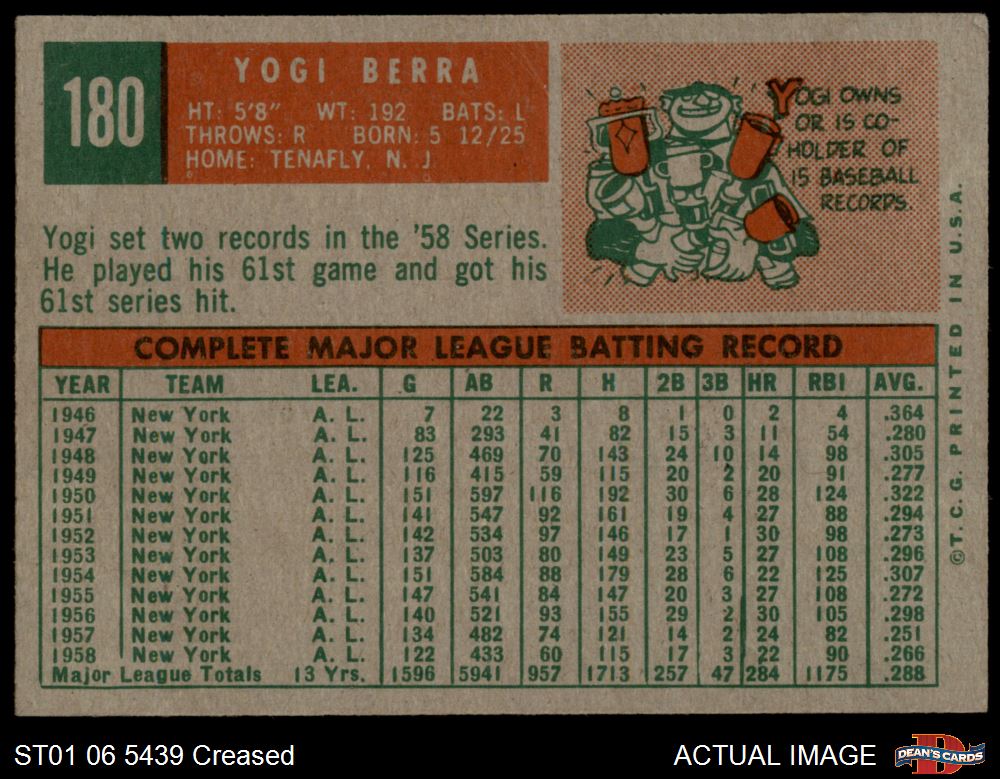 180
YOGI BERRA
HT: 5'8" WT: 192 BATS: L
THROWS: R BORN: 5 12/25
HOME: TENAFLY, N. J.
YOGI OWNS
OR IS CO-
HOLDER OF
15 BASEBALL
RECORDS.
Yogi set two records in the '58 Series.
He played his 61st game and got his
61st series hit.
COMPLETE MAJOR LEAGUE BATTING RECORD
YEAR TEAM LEA. G AB R H 2B 3B HR RBI AVG.
1946 New York A. L. 7 22 3 8 1 0 2 4 .364
1947 New York A. L. 83 293 41 82 15 3 11 54 .280
1948 New York A. L. 125 469 70 143 24 10 14 98 .305
1949 New York A. L. 116 415 59 115 20 2 20 91 .277
1950 New York A. L. 151 597 116 192 30 6 28 124 .322
1951 New York A. L. 141 547 92 161 19 4 27 88 .294
1952 New York A. L. 142 534 97 146 17 1 30 98 .273
1953 New York A. L. 137 503 80 149 23 5 27 108 .296
1954 New York A. L. 151 584 88 179 28 6 22 125 .307
1955 New York A. L. 147 541 84 147 20 3 27 108 .272
1956 New York A. L. 140 521 93 155 29 2 30 105 .298
1957 New York A. L. 134 482 74 121 14 2 24 82 .251
1958 New York A. L. 122 433 60 115 17 3 22 90 .266
Major League Totals 13 Yrs. 1596 5941 957 1713 257 47 284 1175 .288
©T. C. G. PRINTED IN U.S.A.
ST01 06 5439 Creased
ACTUAL IMAGE
D
DEAN'S CARDS